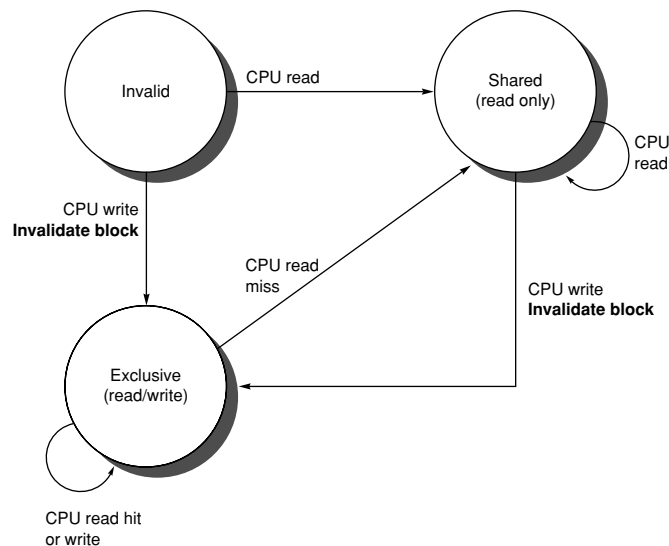 Invalid
CPU read
Shared
(read only)
CPU
read
CPU write
Invalidate block
CPU read
miss
CPU write
Invalidate block
Exclusive
(read/write)
CPU read hit
or write